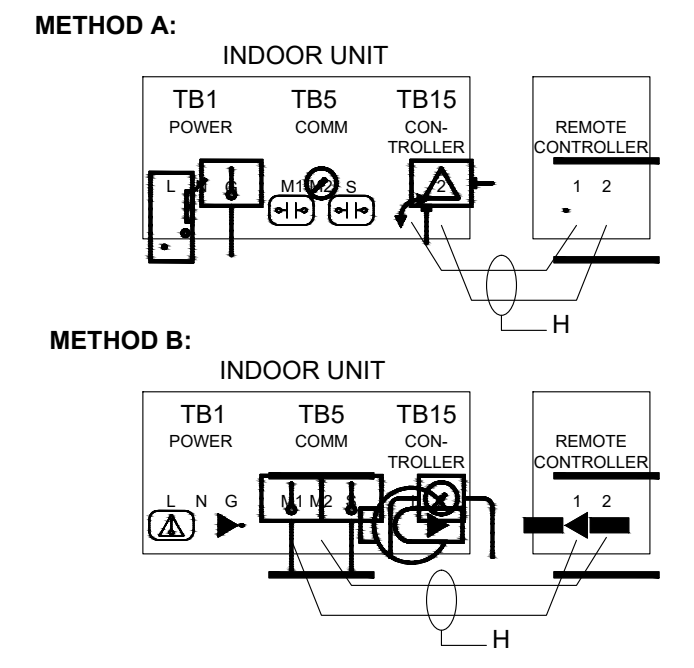 METHOD A:
INDOOR UNIT
TB1 TB5 TB15
POWER COMM CON-
TROLLER
REMOTE
CONTROLLER
L N G M1 M2 S 2 1 2
H
METHOD B:
INDOOR UNIT
TB1 TB5 TB15
POWER COMM CON-
TROLLER
REMOTE
CONTROLLER
L N G M1 M2 S 1 2
H